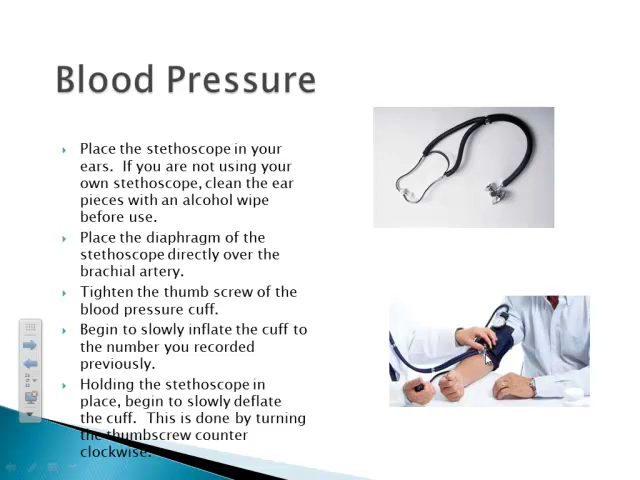 Blood Pressure
Place the stethoscope in your
ears.  If you are not using your
own stethoscope, clean the ear
pieces with an alcohol wipe
before use.
Place the diaphragm of the
stethoscope directly over the
brachial artery.
Tighten the thumb screw of the
blood pressure cuff.
Begin to slowly inflate the cuff to
the number you recorded
previously.
Holding the stethoscope in
place, begin to slowly deflate
the cuff.  This is done by turning
the thumbscrew counter
clockwise.